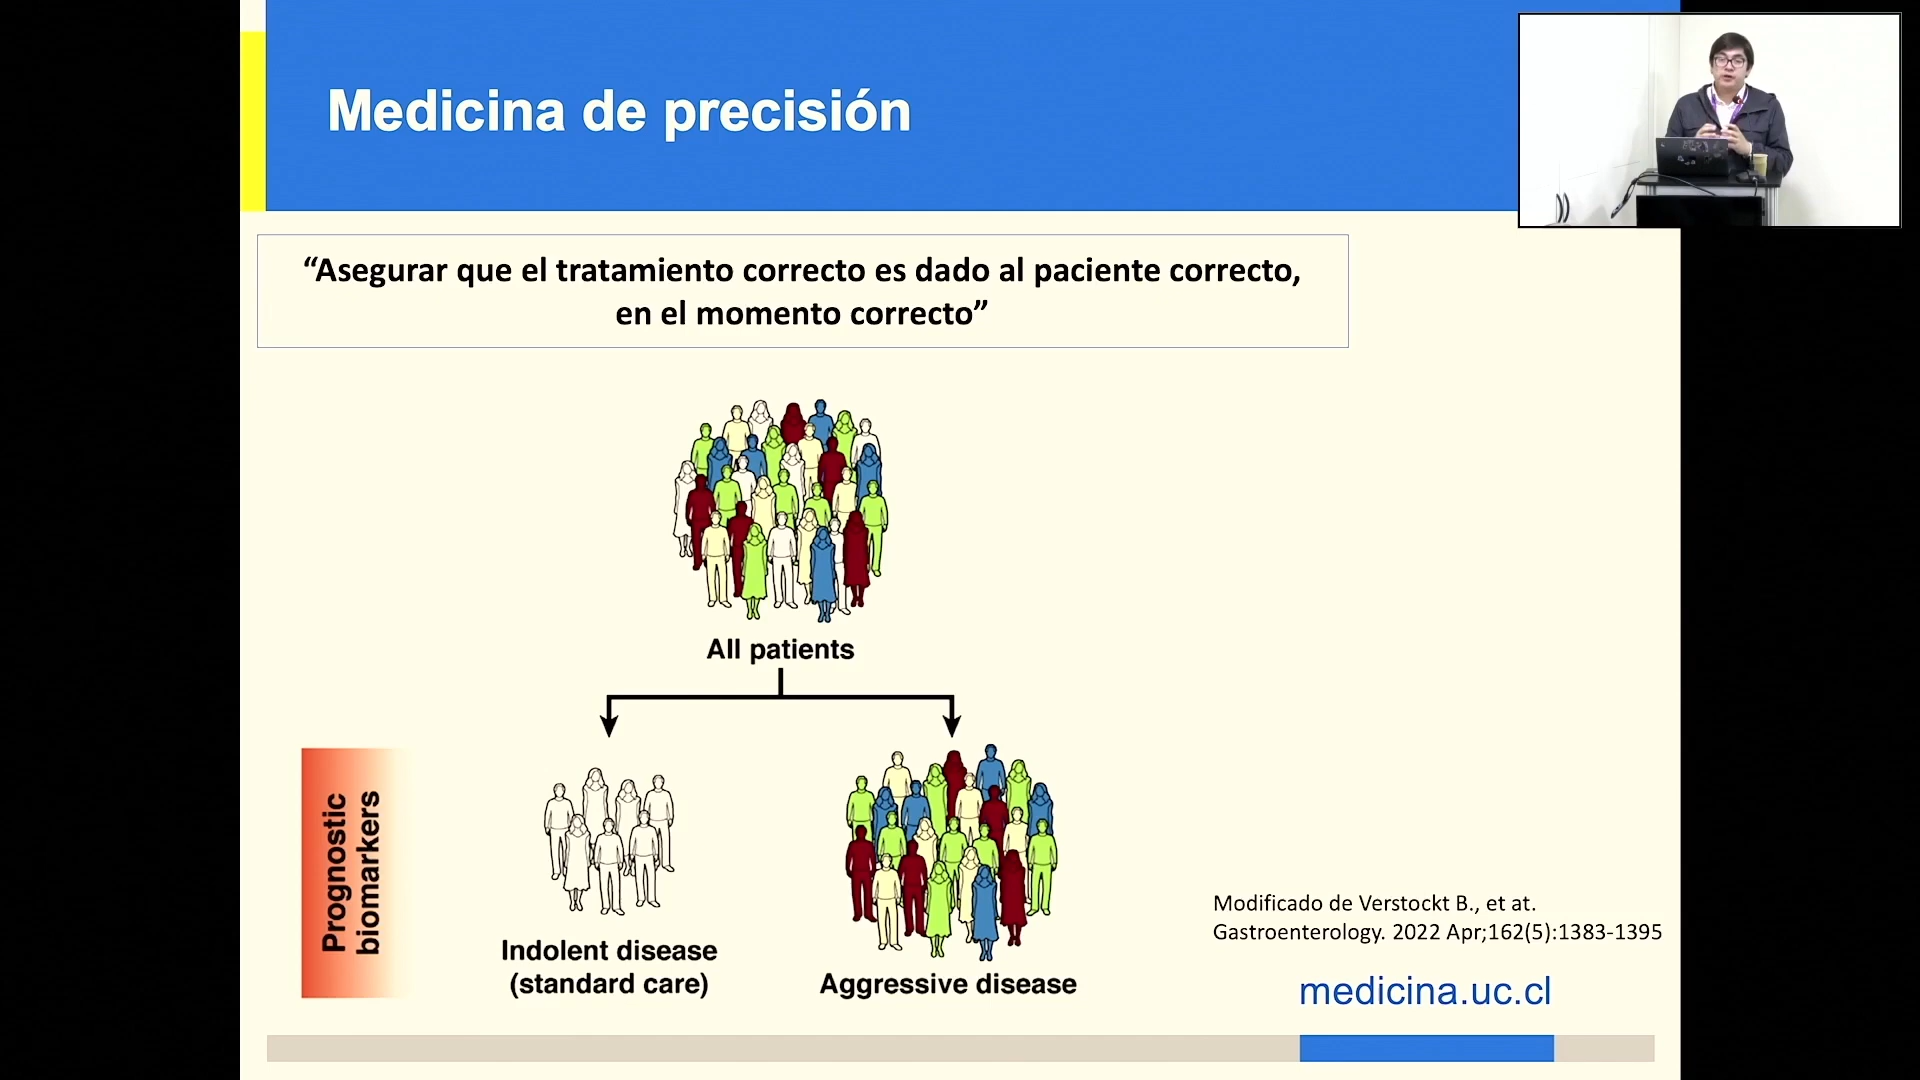 Medicina de precisión
“Asegurar que el tratamiento correcto es dado al paciente correcto,
en el momento correcto”
All patients
Prognostic
biomarkers
Indolent disease
(standard care)
Aggressive disease
Modificado de Verstockt B., et at.
Gastroenterology. 2022 Apr;162(5):1383-1395
medicina.uc.cl